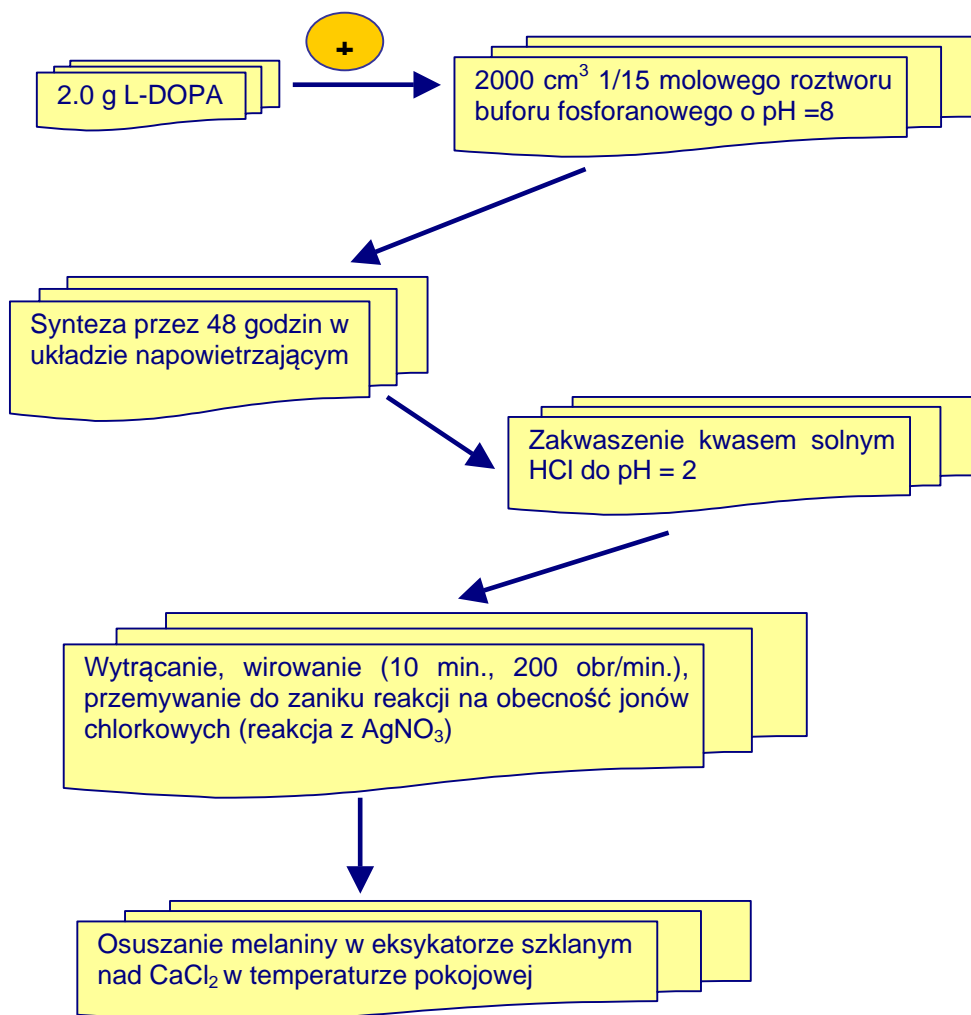 +
2.0 g L-DOPA
2000 cm³ 1/15 molowego roztworu
buforu fosforanowego o pH =8
Synteza przez 48 godzin w
układzie napowietrzającym
Zakwaszenie kwasem solnym
HCl do pH = 2
Wytrącanie, wirowanie (10 min., 200 obr/min.),
przemywanie do zaniku reakcji na obecność jonów
chlorkowych (reakcja z AgNO₃)
Osuszanie melaniny w eksykatorze szklanym
nad CaCl₂ w temperaturze pokojowej